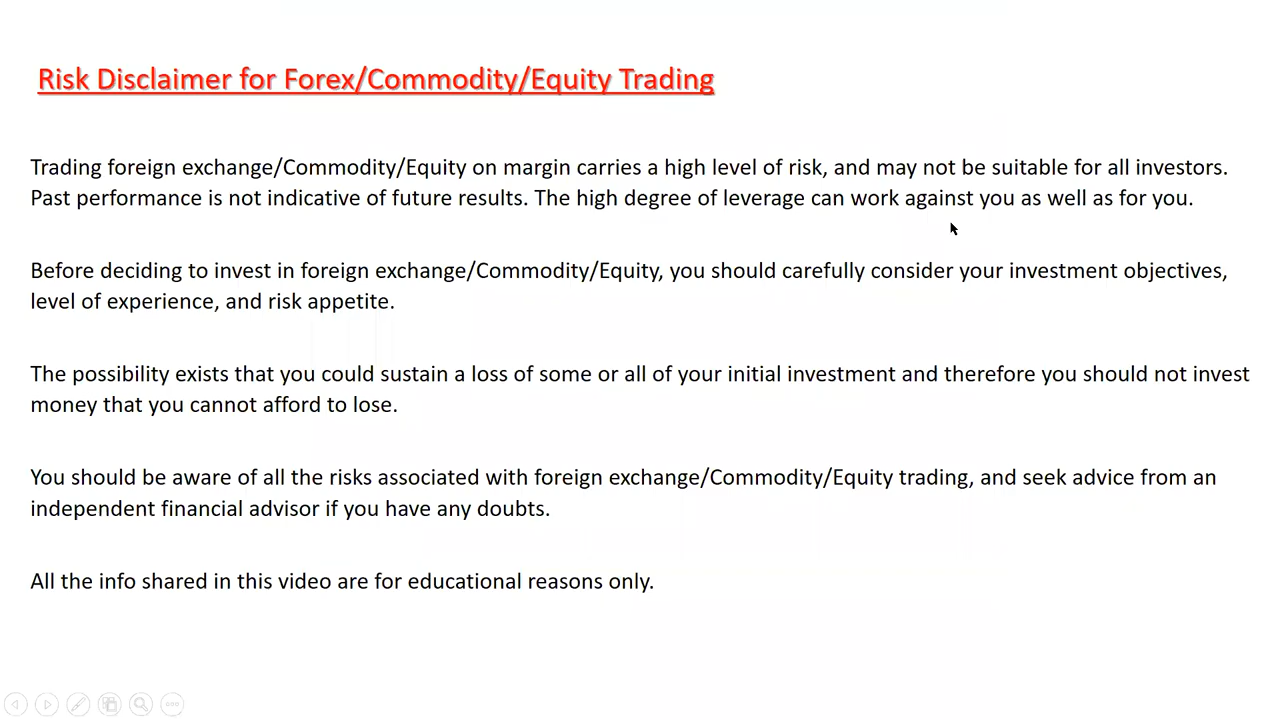 Risk Disclaimer for Forex/Commodity/Equity Trading
Trading foreign exchange/Commodity/Equity on margin carries a high level of risk, and may not be suitable for all investors.
Past performance is not indicative of future results. The high degree of leverage can work against you as well as for you.
Before deciding to invest in foreign exchange/Commodity/Equity, you should carefully consider your investment objectives,
level of experience, and risk appetite.
The possibility exists that you could sustain a loss of some or all of your initial investment and therefore you should not invest
money that you cannot afford to lose.
You should be aware of all the risks associated with foreign exchange/Commodity/Equity trading, and seek advice from an
independent financial advisor if you have any doubts.
All the info shared in this video are for educational reasons only.